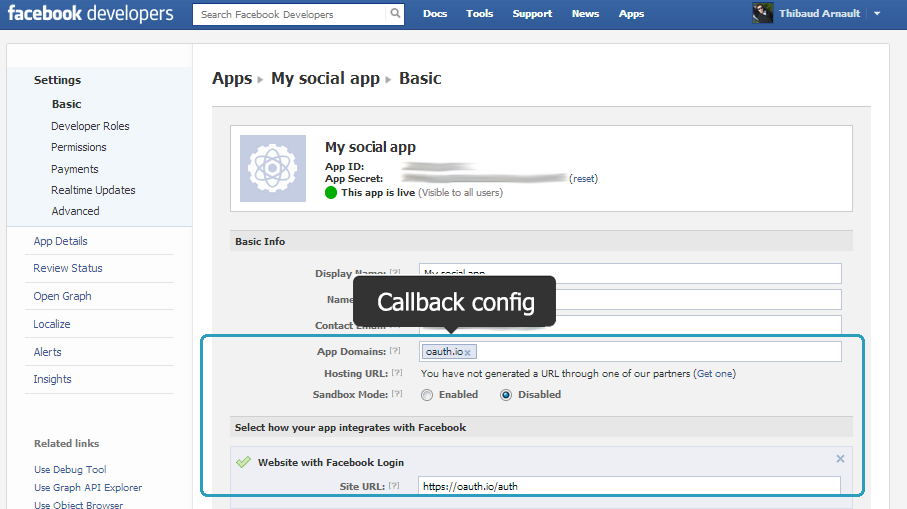 facebook developers
Search Facebook Developers
Docs Tools Support News Apps
Thibaud Arnault
Settings
Basic
Developer Roles
Permissions
Payments
Realtime Updates
Advanced
App Details
Review Status
Open Graph
Localize
Alerts
Insights
Related links
Use Debug Tool
Use Graph API Explorer
Use Object Browser
Apps ▸ My social app ▸ Basic
My social app
App ID:
App Secret: (reset)
This app is live (Visible to all users)
Basic Info
Display Name: [?] My social app
Callback config
Contact Email: [?]
App Domains: [?] oauth.io x
Hosting URL: [?] You have not generated a URL through one of our partners (Get one)
Sandbox Mode: [?] Enabled Disabled
Select how your app integrates with Facebook
Website with Facebook Login
Site URL: [?] https://oauth.io/auth